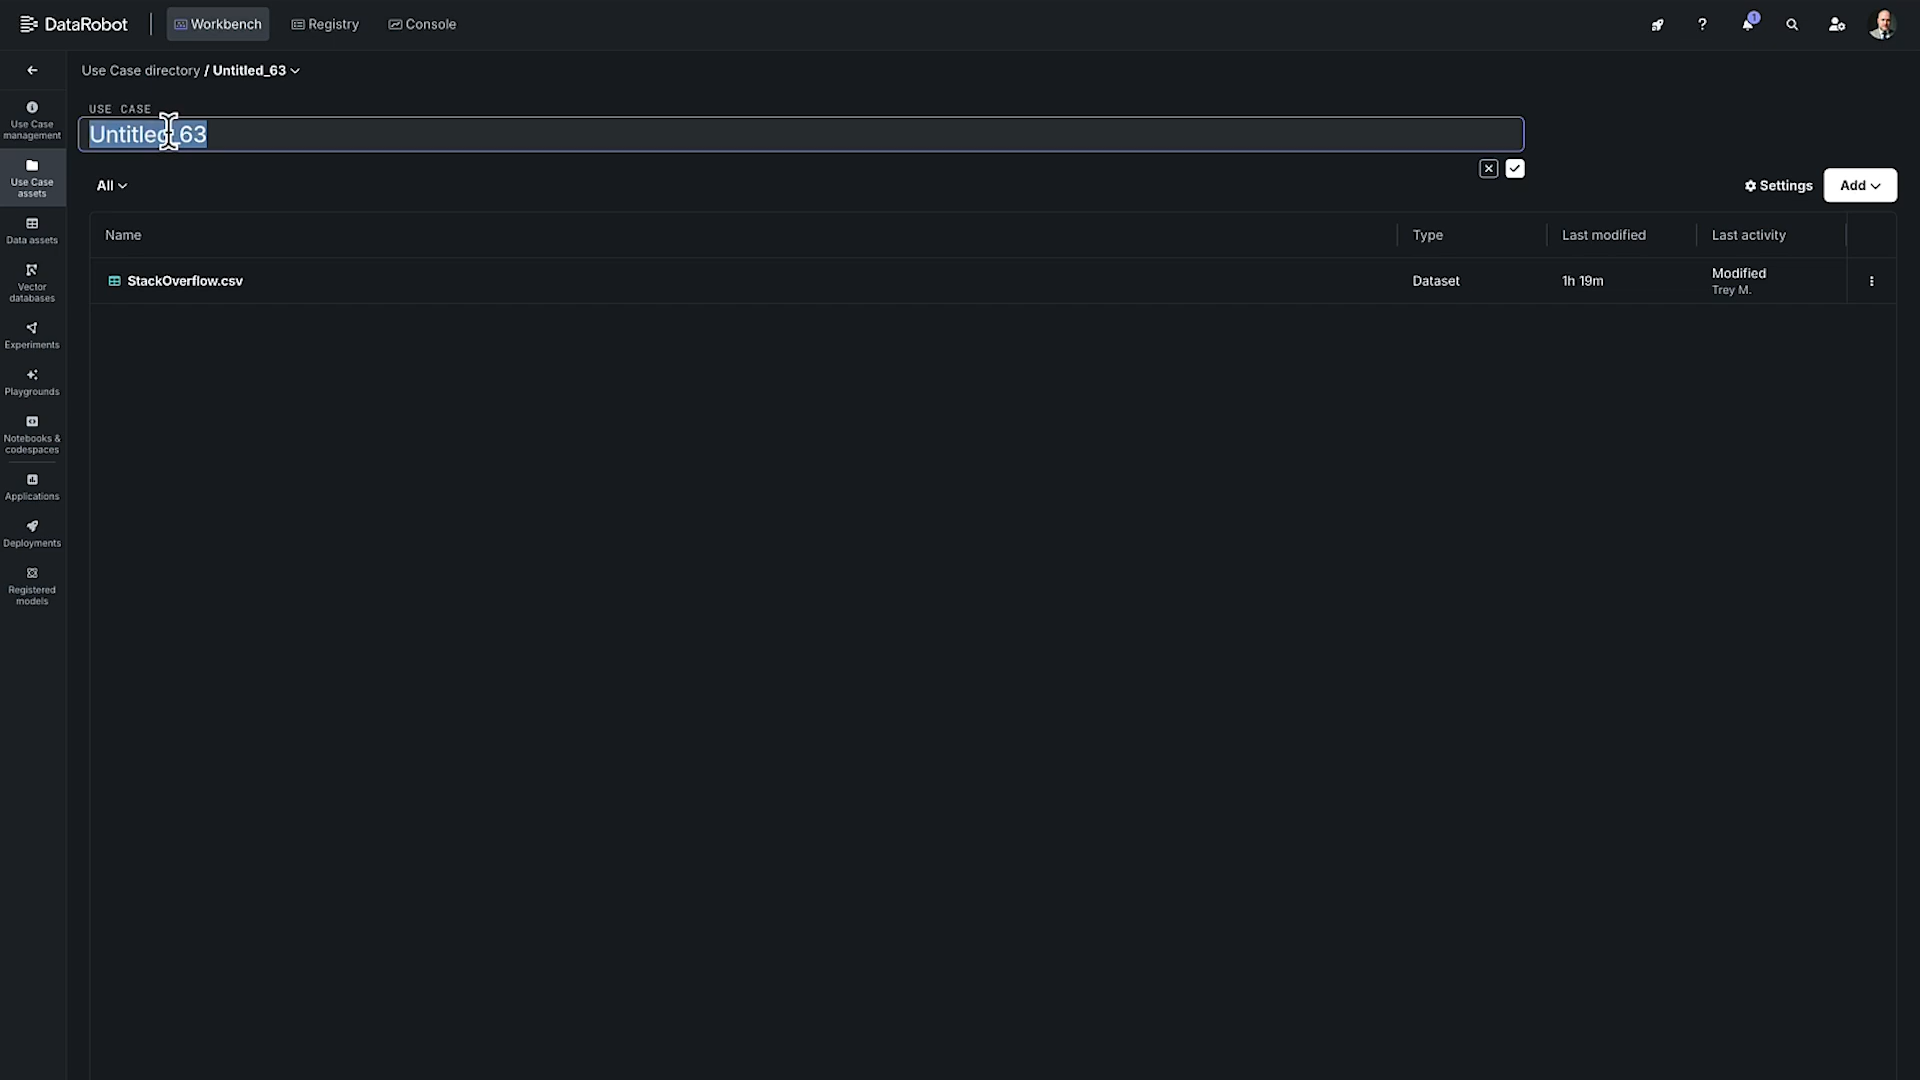 DataRobot
Workbench
Registry
Console
?
1
Use Case directory / Untitled_63
Use Case
management
Use Case
assets
Data assets
Vector
databases
Experiments
Playgrounds
Notebooks &
codespaces
Applications
Deployments
Registered
models
USE CASE
Untitled_63
All
Settings
Add
Name
Type
Last modified
Last activity
StackOverflow.csv
Dataset
1h 19m
Modified
Trey M.